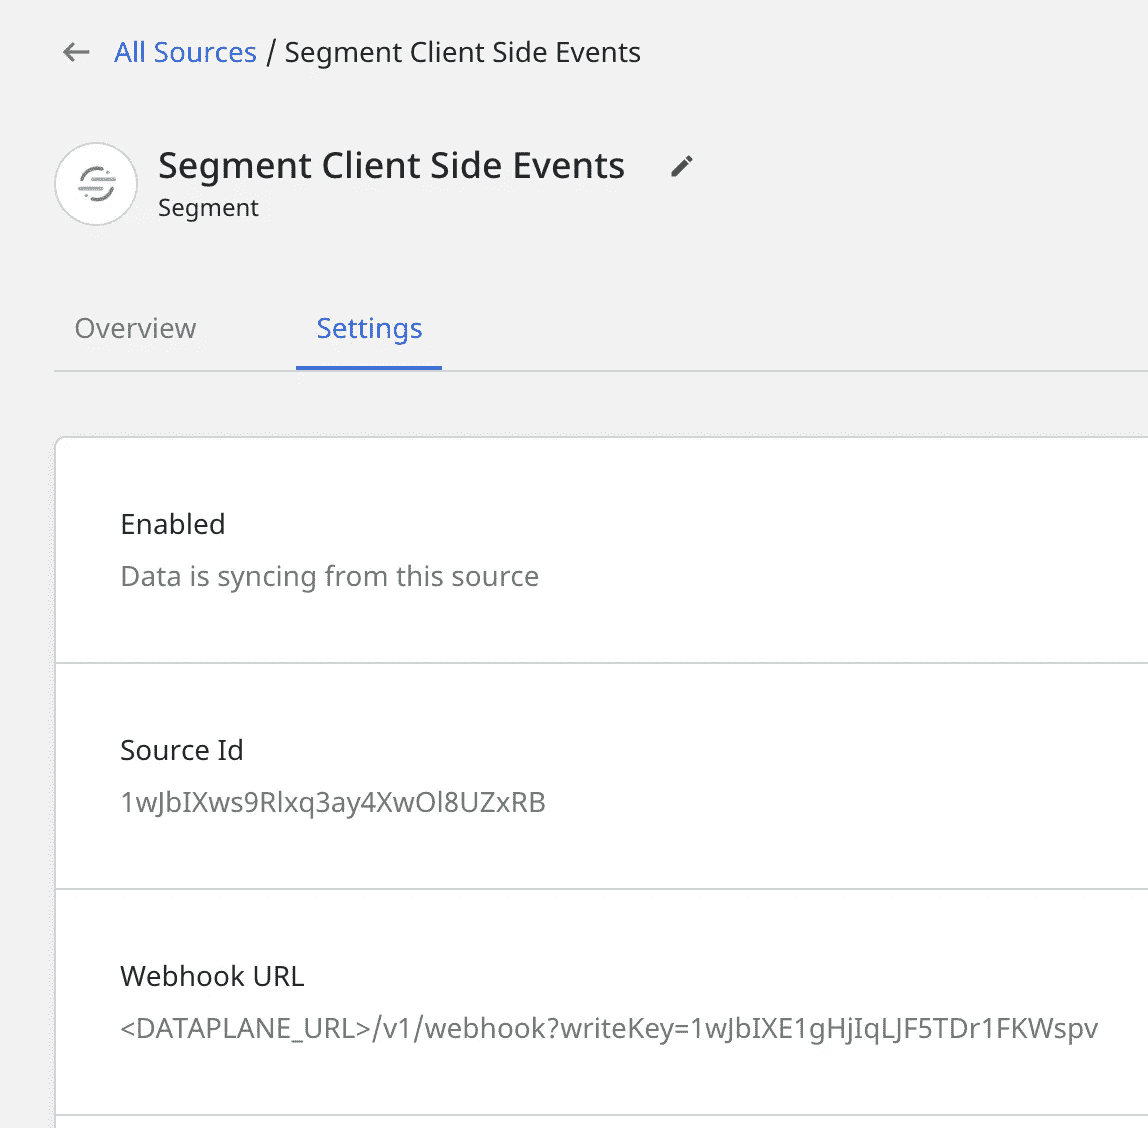 ← All Sources / Segment Client Side Events
Segment Client Side Events
Segment
Overview Settings
Enabled
Data is syncing from this source
Source Id
1wJbIXws9Rlxq3ay4XwOl8UZxRB
Webhook URL
<DATAPLANE_URL>/v1/webhook?writeKey=1wJbIXE1gHjIqLJF5TDr1FKWspv